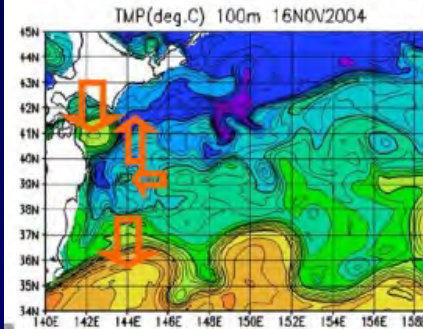 TMP(deg.C) 100m 16NOV2004
45N
44N
43N
42N
41N
40N
39N
38N
37N
36N
35N
34N
140E 142E 144E 146E 148E 150E 152E 154E 156E 158E